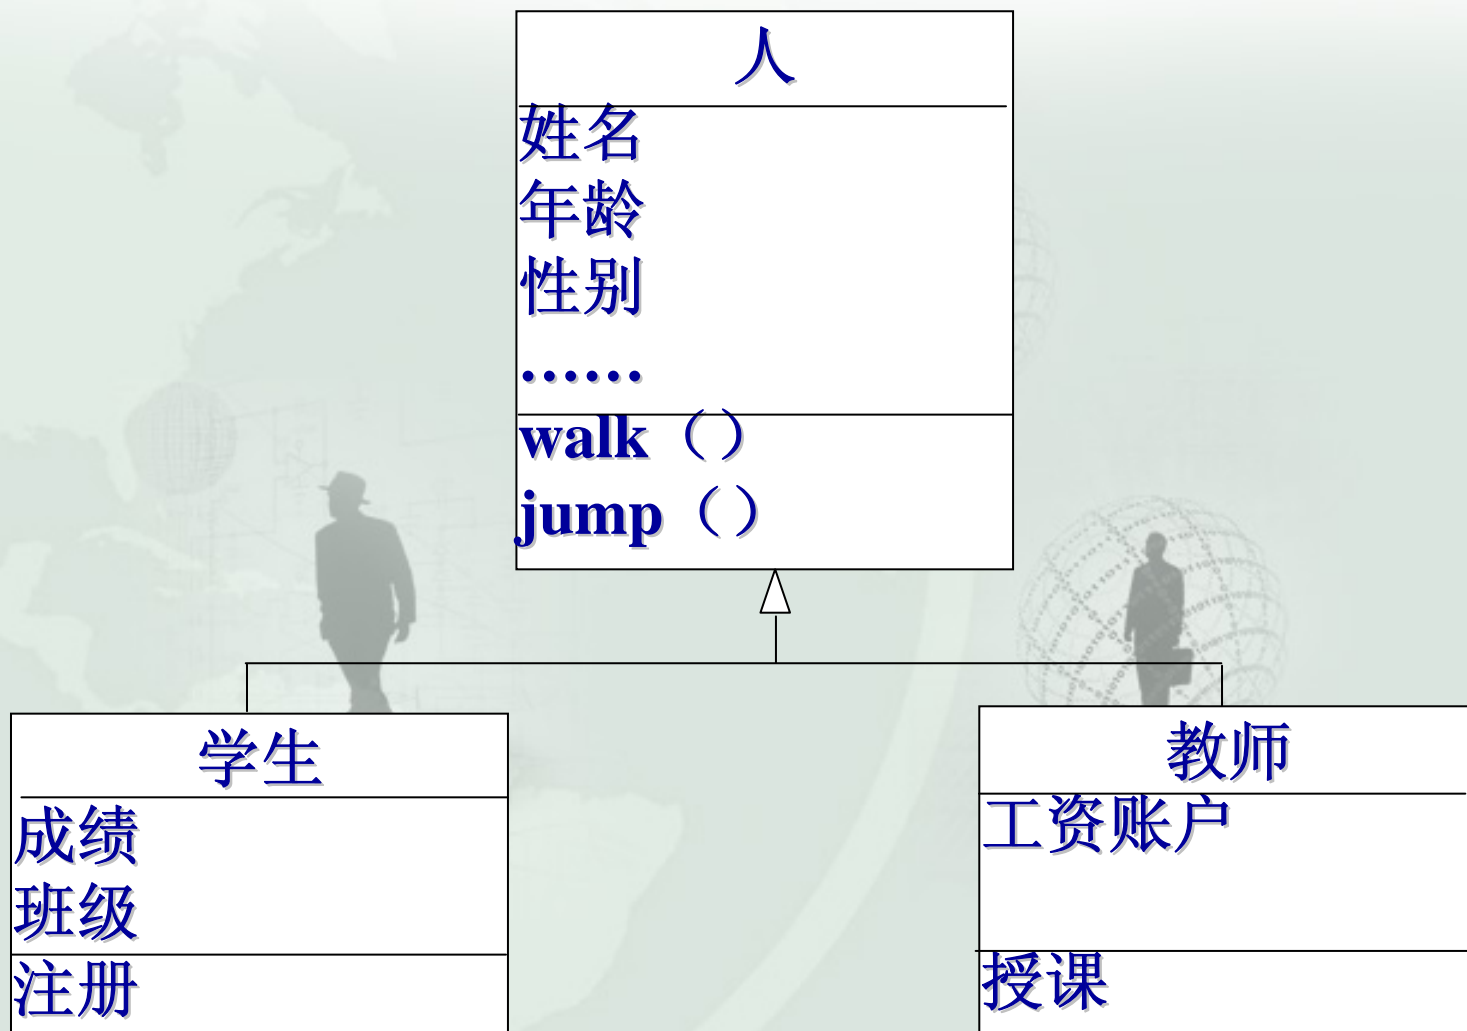 人
姓名
年龄
性别
……
walk（）
jump（）
学生
成绩
班级
注册
教师
工资账户
授课